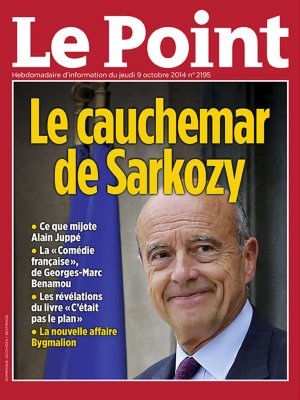 Le Point
Hebdomadaire d'information du jeudi 9 octobre 2014 n° 2195
Le cauchemar
de Sarkozy
• Ce que mijote
Alain Juppé
• La « Comédie
française »,
de Georges-Marc
Benamou
• Les révélations
du livre « C'était
pas le plan »
• La nouvelle affaire
Bygmalion